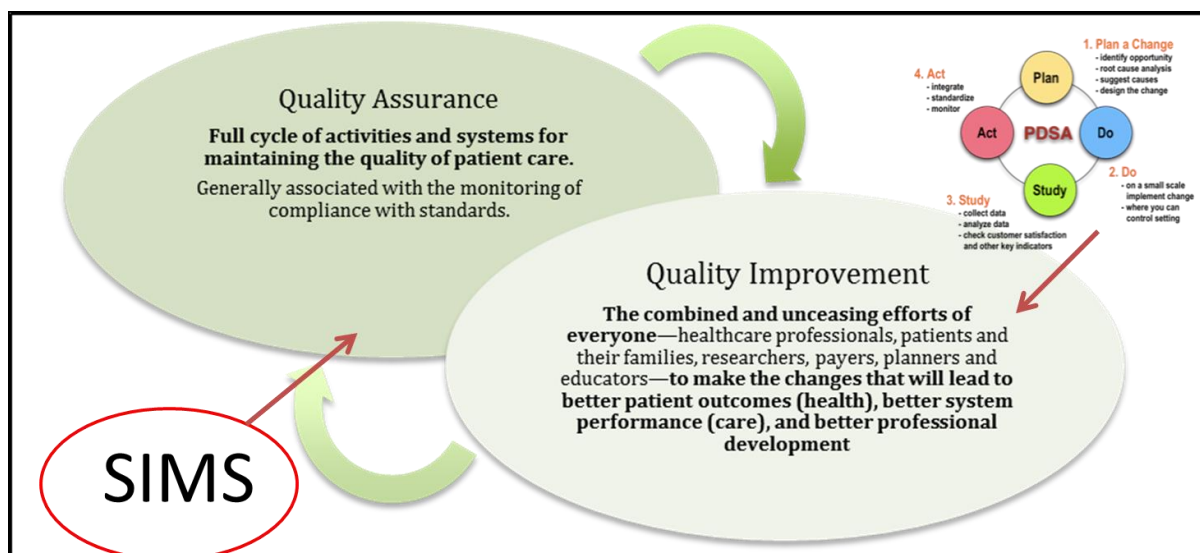 Quality Assurance
Full cycle of activities and systems for
maintaining the quality of patient care.
Generally associated with the monitoring of
compliance with standards.
1. Plan a Change
- identify opportunity
- root cause analysis
- suggest causes
- design the change
4. Act
- integrate
- standardize
- monitor
Plan
Act
PDSA
Do
Study
2. Do
- on a small scale
implement change
- where you can
control setting
3. Study
- collect data
- analyze data
- check customer satisfaction
and other key indicators
Quality Improvement
The combined and unceasing efforts of
everyone—healthcare professionals, patients and
their families, researchers, payers, planners and
educators—to make the changes that will lead to
better patient outcomes (health), better system
performance (care), and better professional
development
SIMS